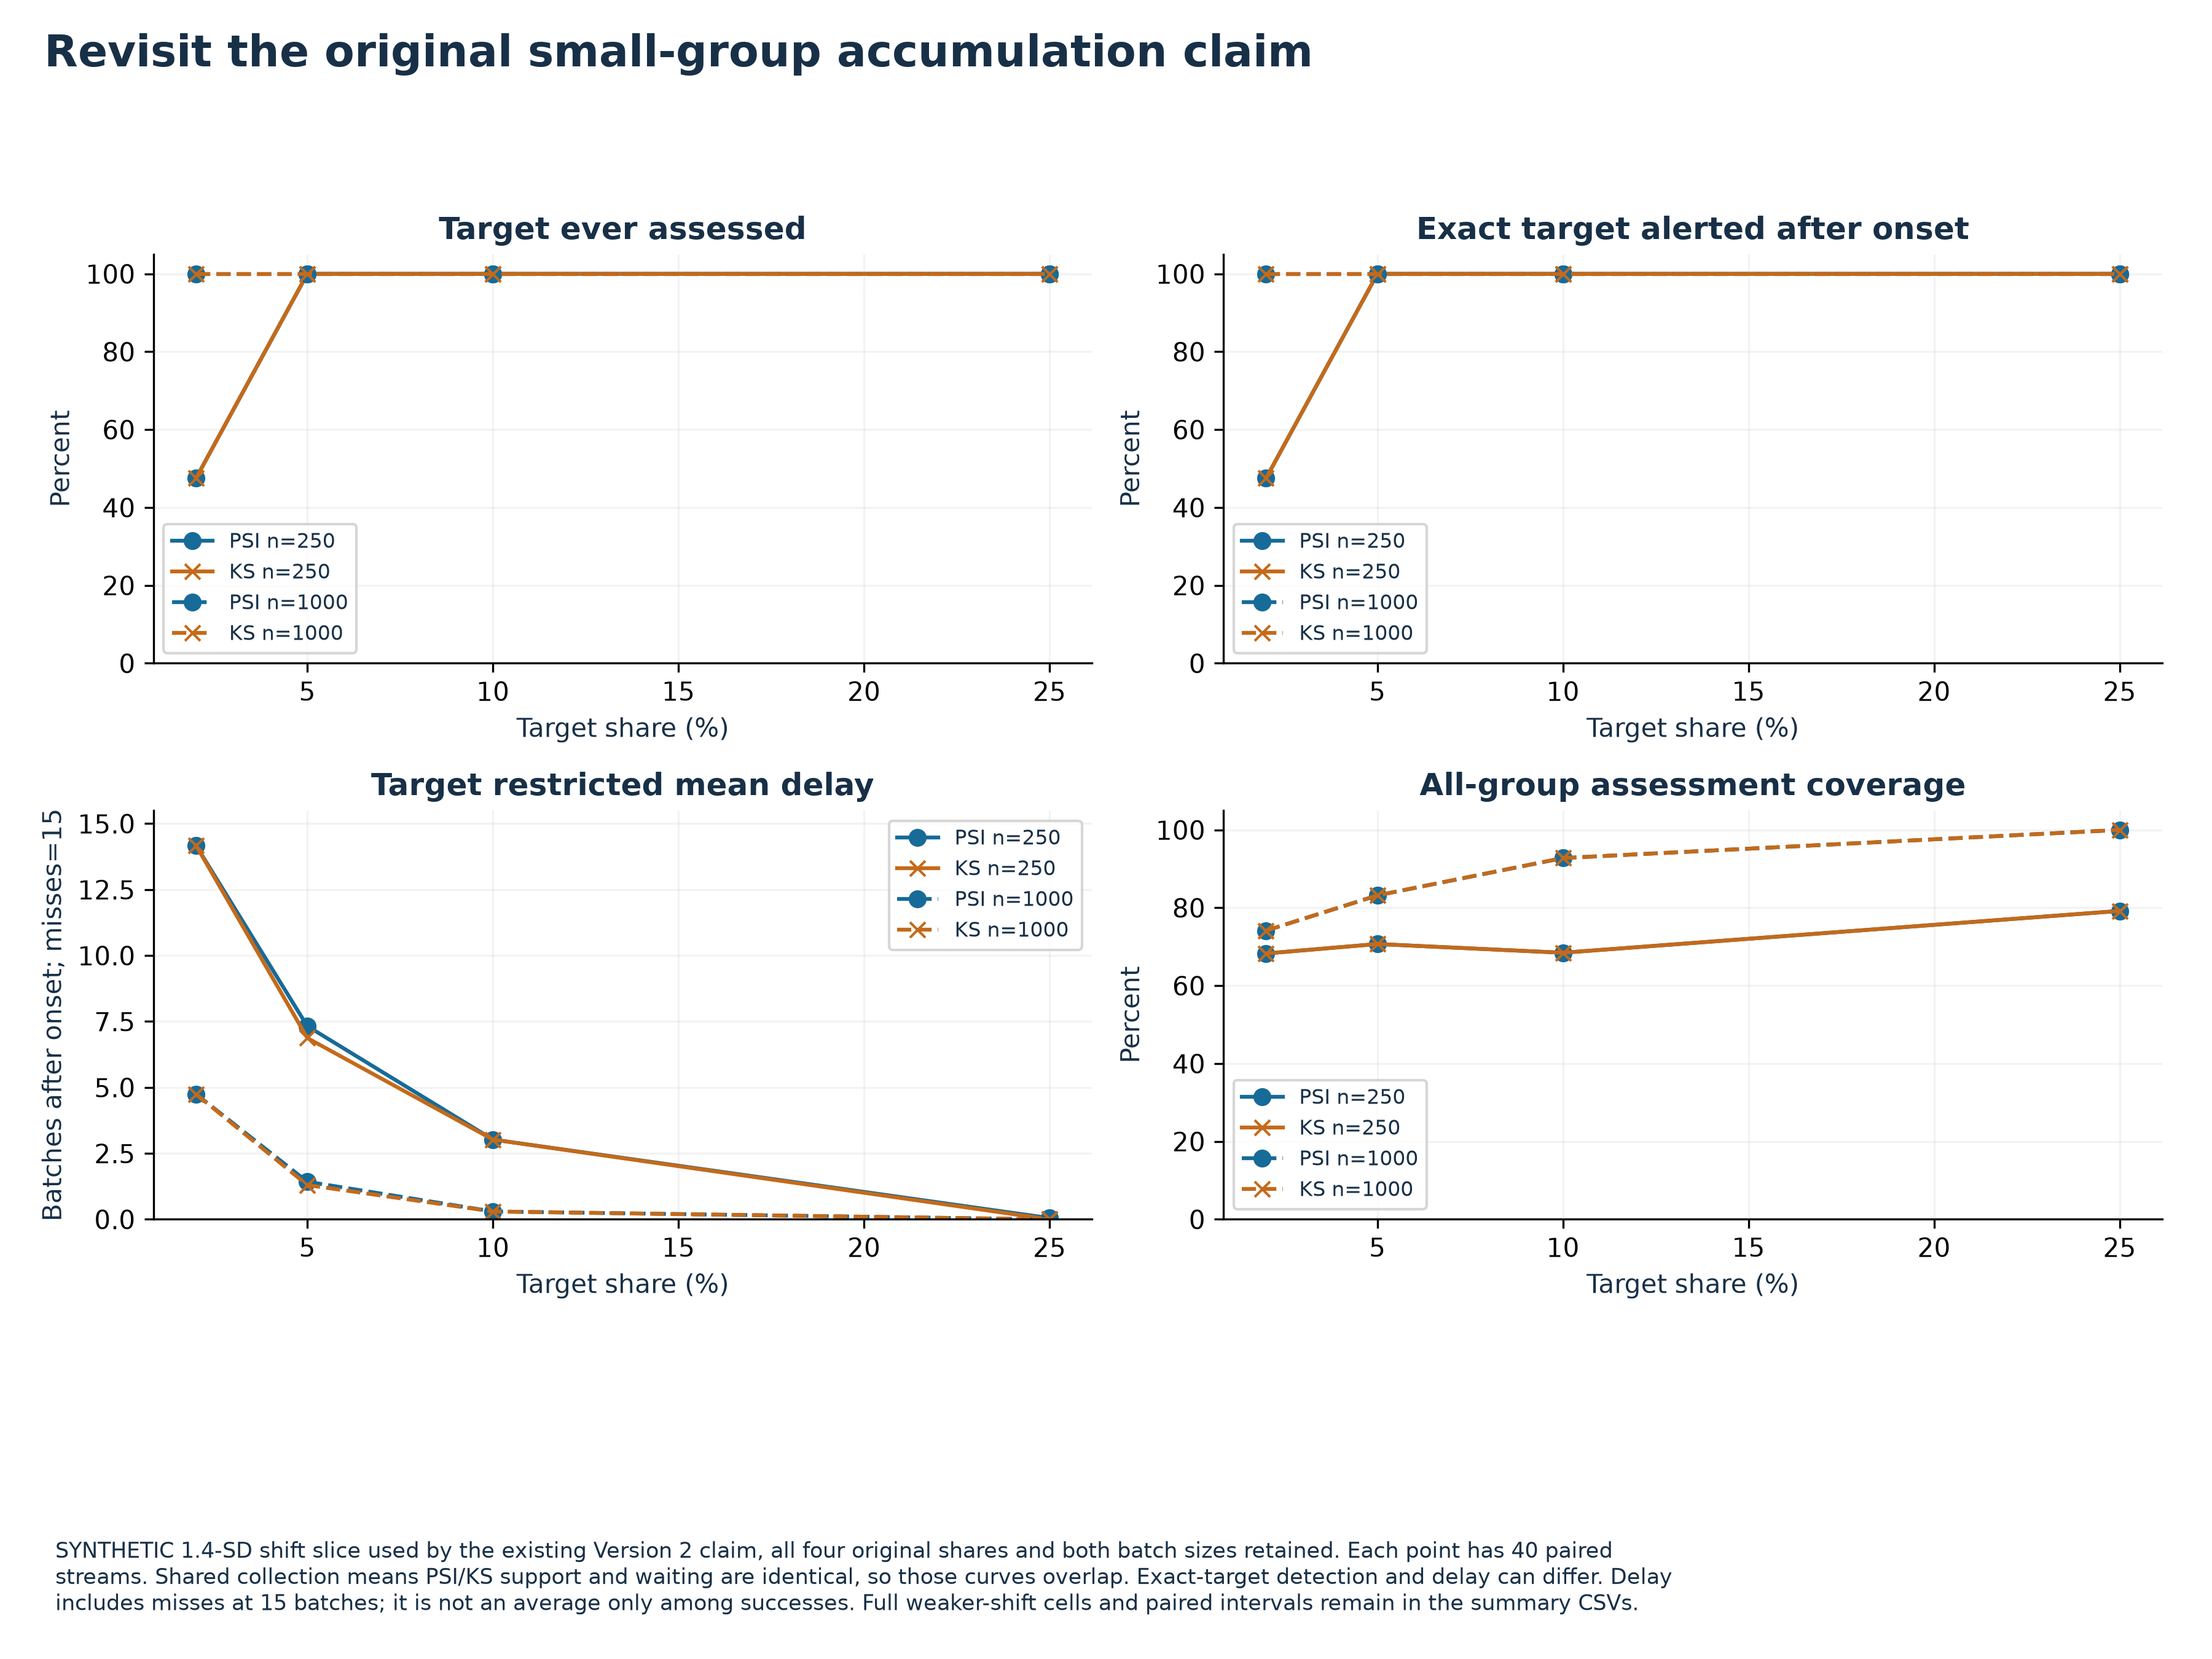 Revisit the original small-group accumulation claim
Target ever assessed
Percent
100
80
60
40
20
0
PSI n=250
KS n=250
PSI n=1000
KS n=1000
5
10
15
20
25
Target share (%)
Exact target alerted after onset
Percent
100
80
60
40
20
0
PSI n=250
KS n=250
PSI n=1000
KS n=1000
5
10
15
20
25
Target share (%)
Target restricted mean delay
Batches after onset; misses=15
15.0
12.5
10.0
7.5
5.0
2.5
0.0
PSI n=250
KS n=250
PSI n=1000
KS n=1000
5
10
15
20
25
Target share (%)
All-group assessment coverage
Percent
100
80
60
40
20
0
PSI n=250
KS n=250
PSI n=1000
KS n=1000
5
10
15
20
25
Target share (%)
SYNTHETIC 1.4-SD shift slice used by the existing Version 2 claim, all four original shares and both batch sizes retained. Each point has 40 paired
streams. Shared collection means PSI/KS support and waiting are identical, so those curves overlap. Exact-target detection and delay can differ. Delay
includes misses at 15 batches; it is not an average only among successes. Full weaker-shift cells and paired intervals remain in the summary CSVs.